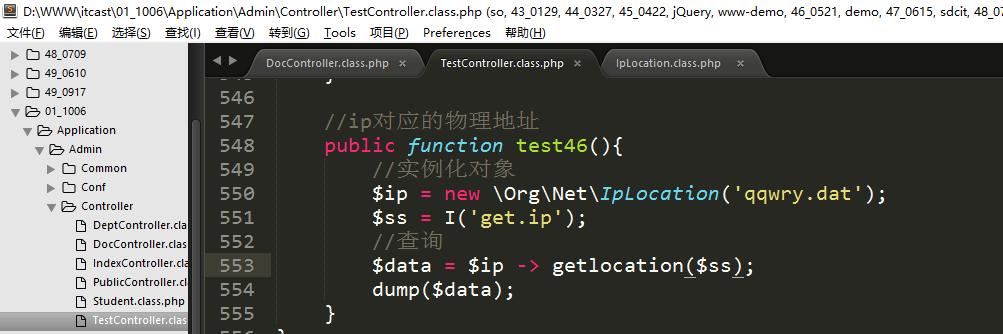 D:\WWW\itcast\01_1006\Application\Admin\Controller\TestController.class.php (so, 43_0129, 44_0327, 45_0422, jQuery, www-demo, 46_0521, demo, 47_0615, sdcit, 48_07
文件(F) 编辑(E) 选择(S) 查找(I) 查看(V) 转到(G) Tools 项目(P) Preferences 帮助(H)
48_0709
49_0610
49_0917
01_1006
Application
Admin
Common
Conf
Controller
DeptController.cla
DocController.class
IndexController.cla
PublicController.cl
Student.class.php
TestController.clas
DocController.class.php × TestController.class.php × IpLocation.class.php ×
546
547 //ip对应的物理地址
548 public function test46(){
549 //实例化对象
550 $ip = new \Org\Net\IpLocation('qqwry.dat');
551 $ss = I('get.ip');
552 //查询
553 $data = $ip -> getlocation($ss);
554 dump($data);
555 }